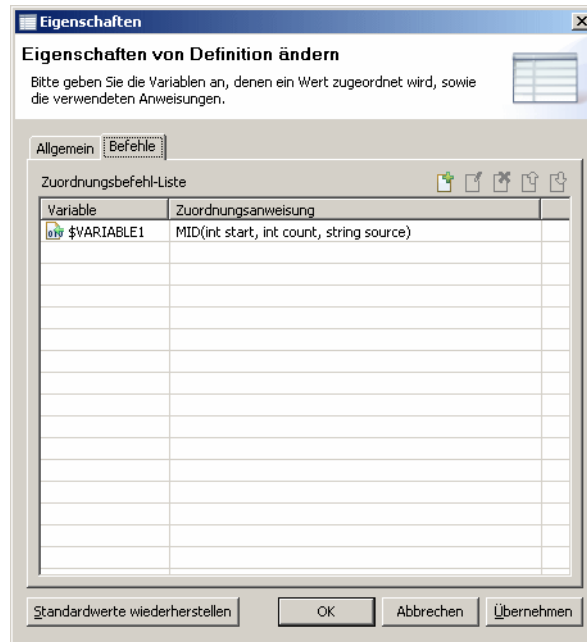 Eigenschaften
Eigenschaften von Definition ändern
Bitte geben Sie die Variablen an, denen ein Wert zugeordnet wird, sowie
die verwendeten Anweisungen.
Allgemein Befehle
Zuordnungsbefehl-Liste
Variable Zuordnungsanweisung
$VARIABLE1 MID(int start, int count, string source)
Standardwerte wiederherstellen OK Abbrechen Übernehmen